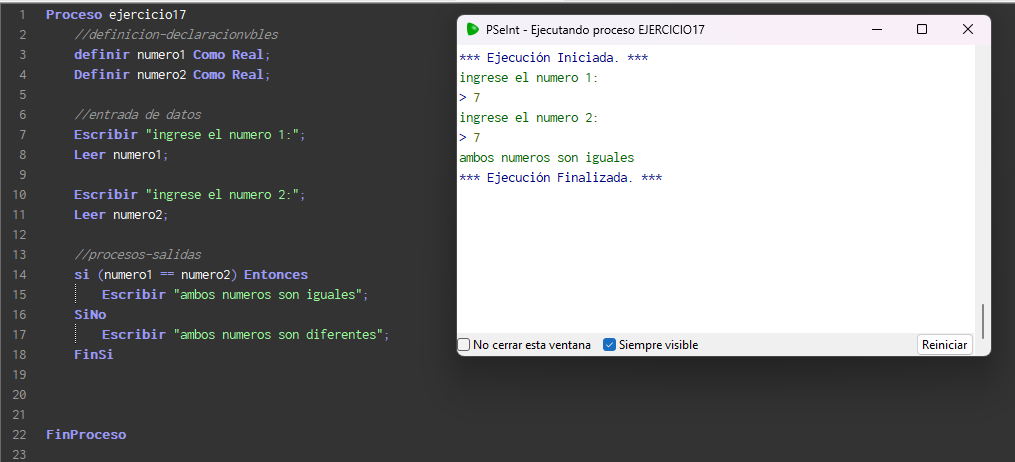 1 Proceso ejercicio17
2 //definicion-declaracionvbles
3 definir numero1 Como Real;
4 Definir numero2 Como Real;
5
6 //entrada de datos
7 Escribir "ingrese el numero 1:";
8 Leer numero1;
9
10 Escribir "ingrese el numero 2:";
11 Leer numero2;
12
13 //procesos-salidas
14 si (numero1 == numero2) Entonces
15 Escribir "ambos numeros son iguales";
16 SiNo
17 Escribir "ambos numeros son diferentes";
18 FinSi
19
20
21
22 FinProceso
23
PSeInt - Ejecutando proceso EJERCICIO17
*** Ejecución Iniciada. ***
ingrese el numero 1:
> 7
ingrese el numero 2:
> 7
ambos numeros son iguales
*** Ejecución Finalizada. ***
No cerrar esta ventana Siempre visible Reiniciar